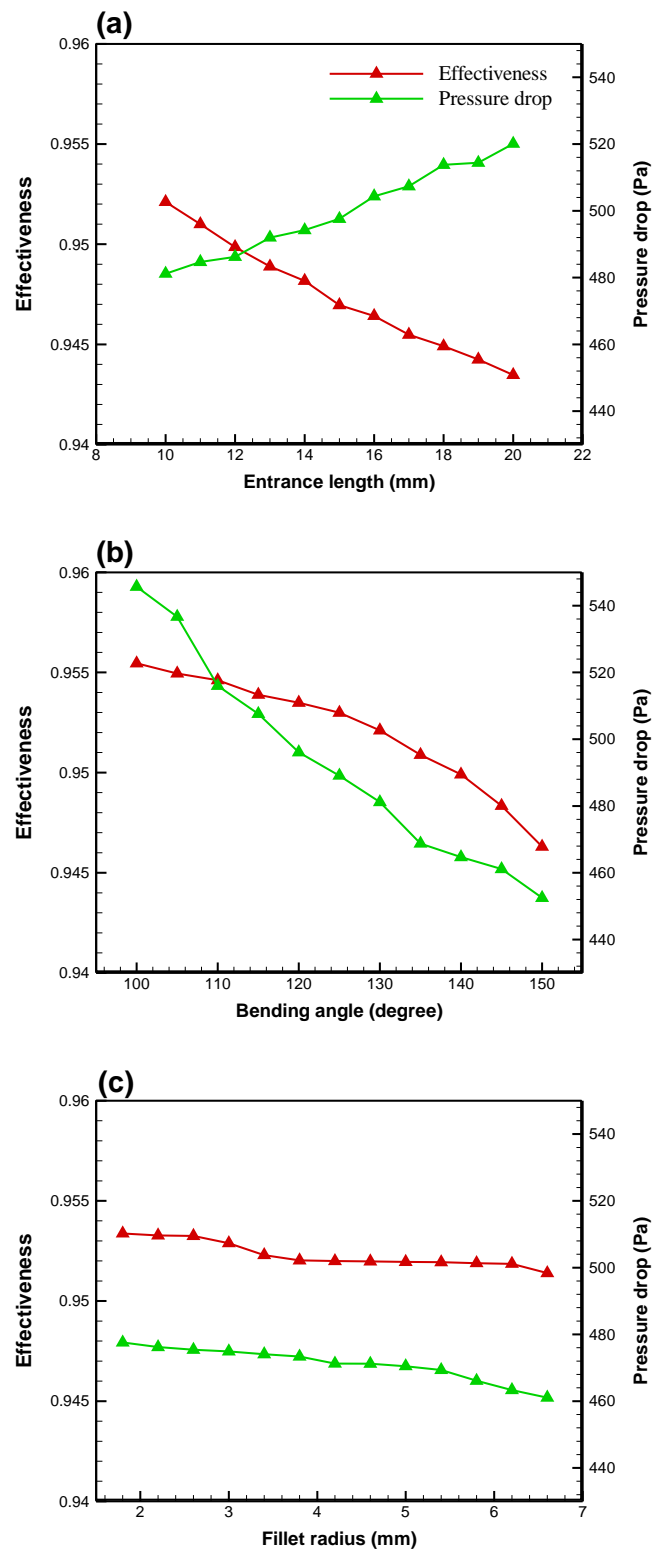 (a)
0.96
0.955
0.95
0.945
0.94
Effectiveness
Effectiveness
Pressure drop
540
520
500
480
460
440
Pressure drop (Pa)
8 10 12 14 16 18 20 22
Entrance length (mm)
(b)
0.96
0.955
0.95
0.945
0.94
Effectiveness
540
520
500
480
460
440
Pressure drop (Pa)
100 110 120 130 140 150
Bending angle (degree)
(c)
0.96
0.955
0.95
0.945
0.94
Effectiveness
540
520
500
480
460
440
Pressure drop (Pa)
2 3 4 5 6 7
Fillet radius (mm)